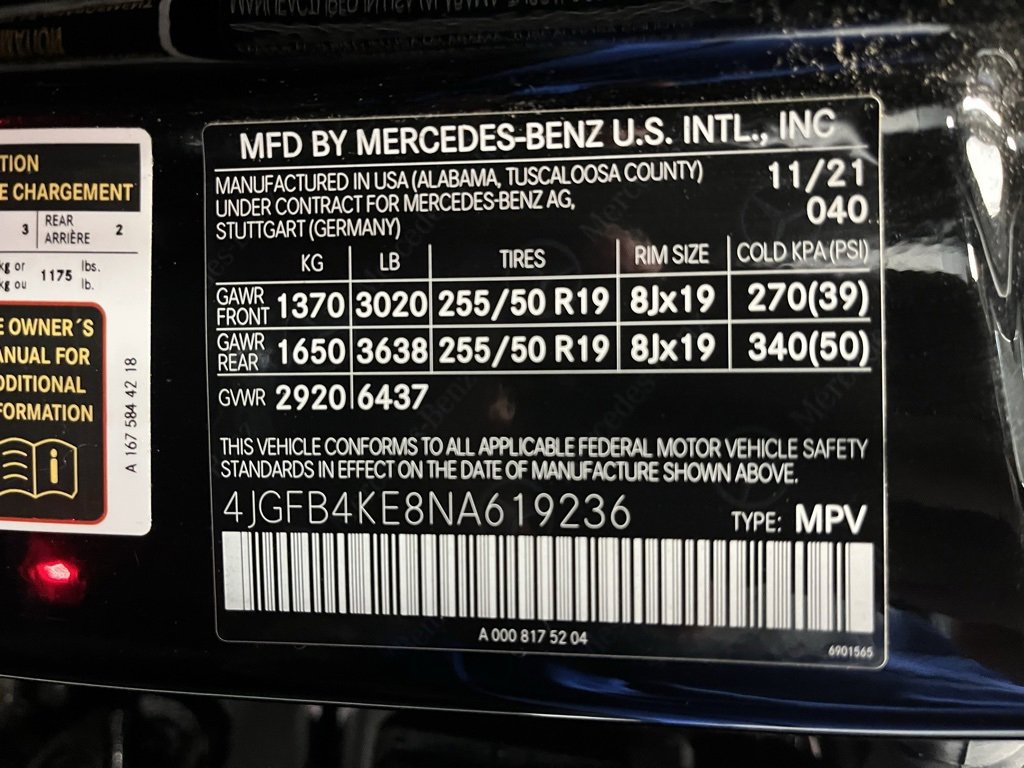 TION
E CHARGEMENT
3 REAR ARRIÈRE 2
kg or 1175 lbs.
kg ou lb.
E OWNER´S
ANUAL FOR
DDITIONAL
FORMATION
i
A 167 584 42 18
MFD BY MERCEDES-BENZ U.S. INTL., INC
MANUFACTURED IN USA (ALABAMA, TUSCALOOSA COUNTY) 11/21
UNDER CONTRACT FOR MERCEDES-BENZ AG, 040
STUTTGART (GERMANY)
KG LB TIRES RIM SIZE COLD KPA(PSI)
GAWR FRONT 1370 3020 255/50 R19 8Jx19 270(39)
GAWR REAR 1650 3638 255/50 R19 8Jx19 340(50)
GVWR 2920 6437
THIS VEHICLE CONFORMS TO ALL APPLICABLE FEDERAL MOTOR VEHICLE SAFETY
STANDARDS IN EFFECT ON THE DATE OF MANUFACTURE SHOWN ABOVE.
4JGFB4KE8NA619236 TYPE: MPV
A 000 817 52 04
6901565